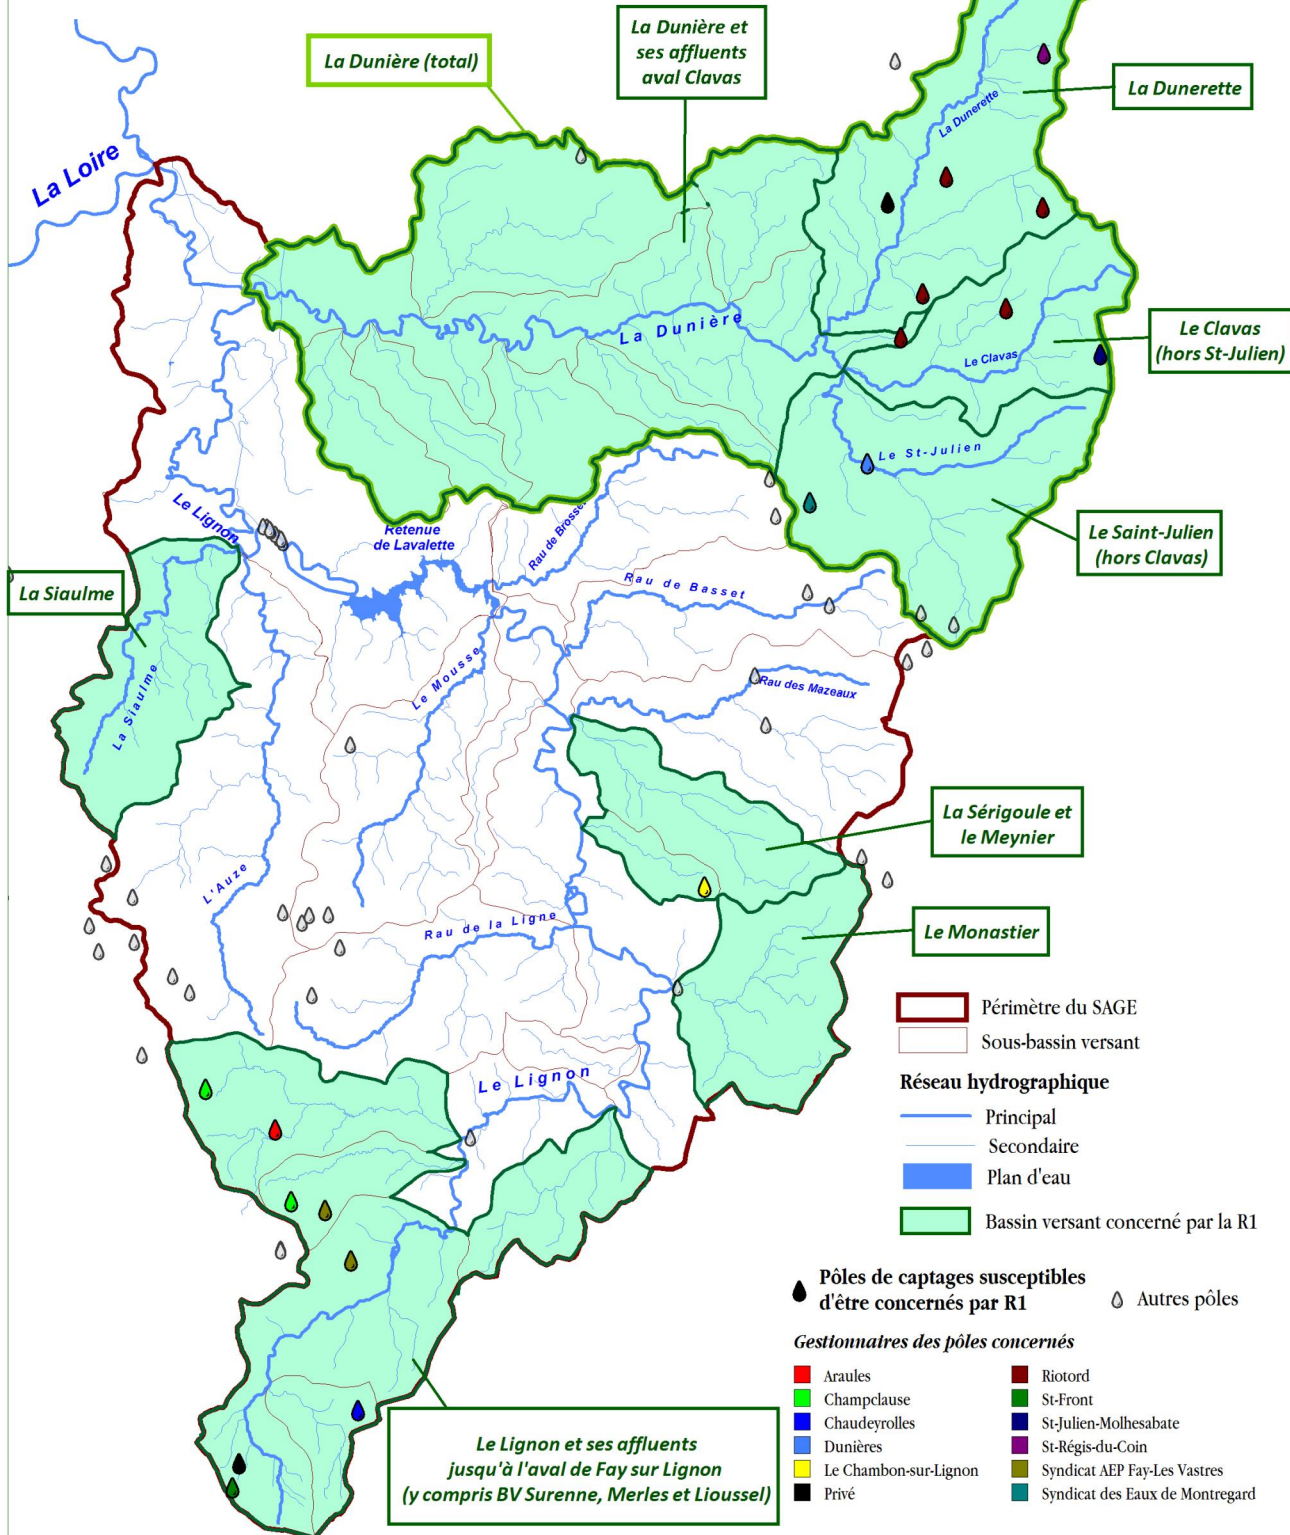 La Dunière et
ses affluents
aval Clavas
La Dunière (total)
La Dunerette
La Dunerette
La Loire
La Dunière
Le Clavas
(hors St-Julien)
Le Clavas
Le St-Julien
Le Lignon
Retenue
de Lavalette
Rau de Brosse
Le Saint-Julien
(hors Clavas)
La Siaulme
Rau de Basset
Le Mousse
Rau des Mazeaux
La Siaulme
La Sérigoule et
le Meynier
L'Auze
Rau de la Ligne
Le Monastier
Le Lignon
Périmètre du SAGE
Sous-bassin versant
Réseau hydrographique
Principal
Secondaire
Plan d'eau
Bassin versant concerné par la R1
Pôles de captages susceptibles
d'être concernés par R1
Autres pôles
Gestionnaires des pôles concernés
Araules
Champclause
Chaudeyrolles
Dunières
Le Chambon-sur-Lignon
Privé
Riotord
St-Front
St-Julien-Molhesabate
St-Régis-du-Coin
Syndicat AEP Fay-Les Vastres
Syndicat des Eaux de Montregard
Le Lignon et ses affluents
jusqu'à l'aval de Fay sur Lignon
(y compris BV Surenne, Merles et Lioussel)